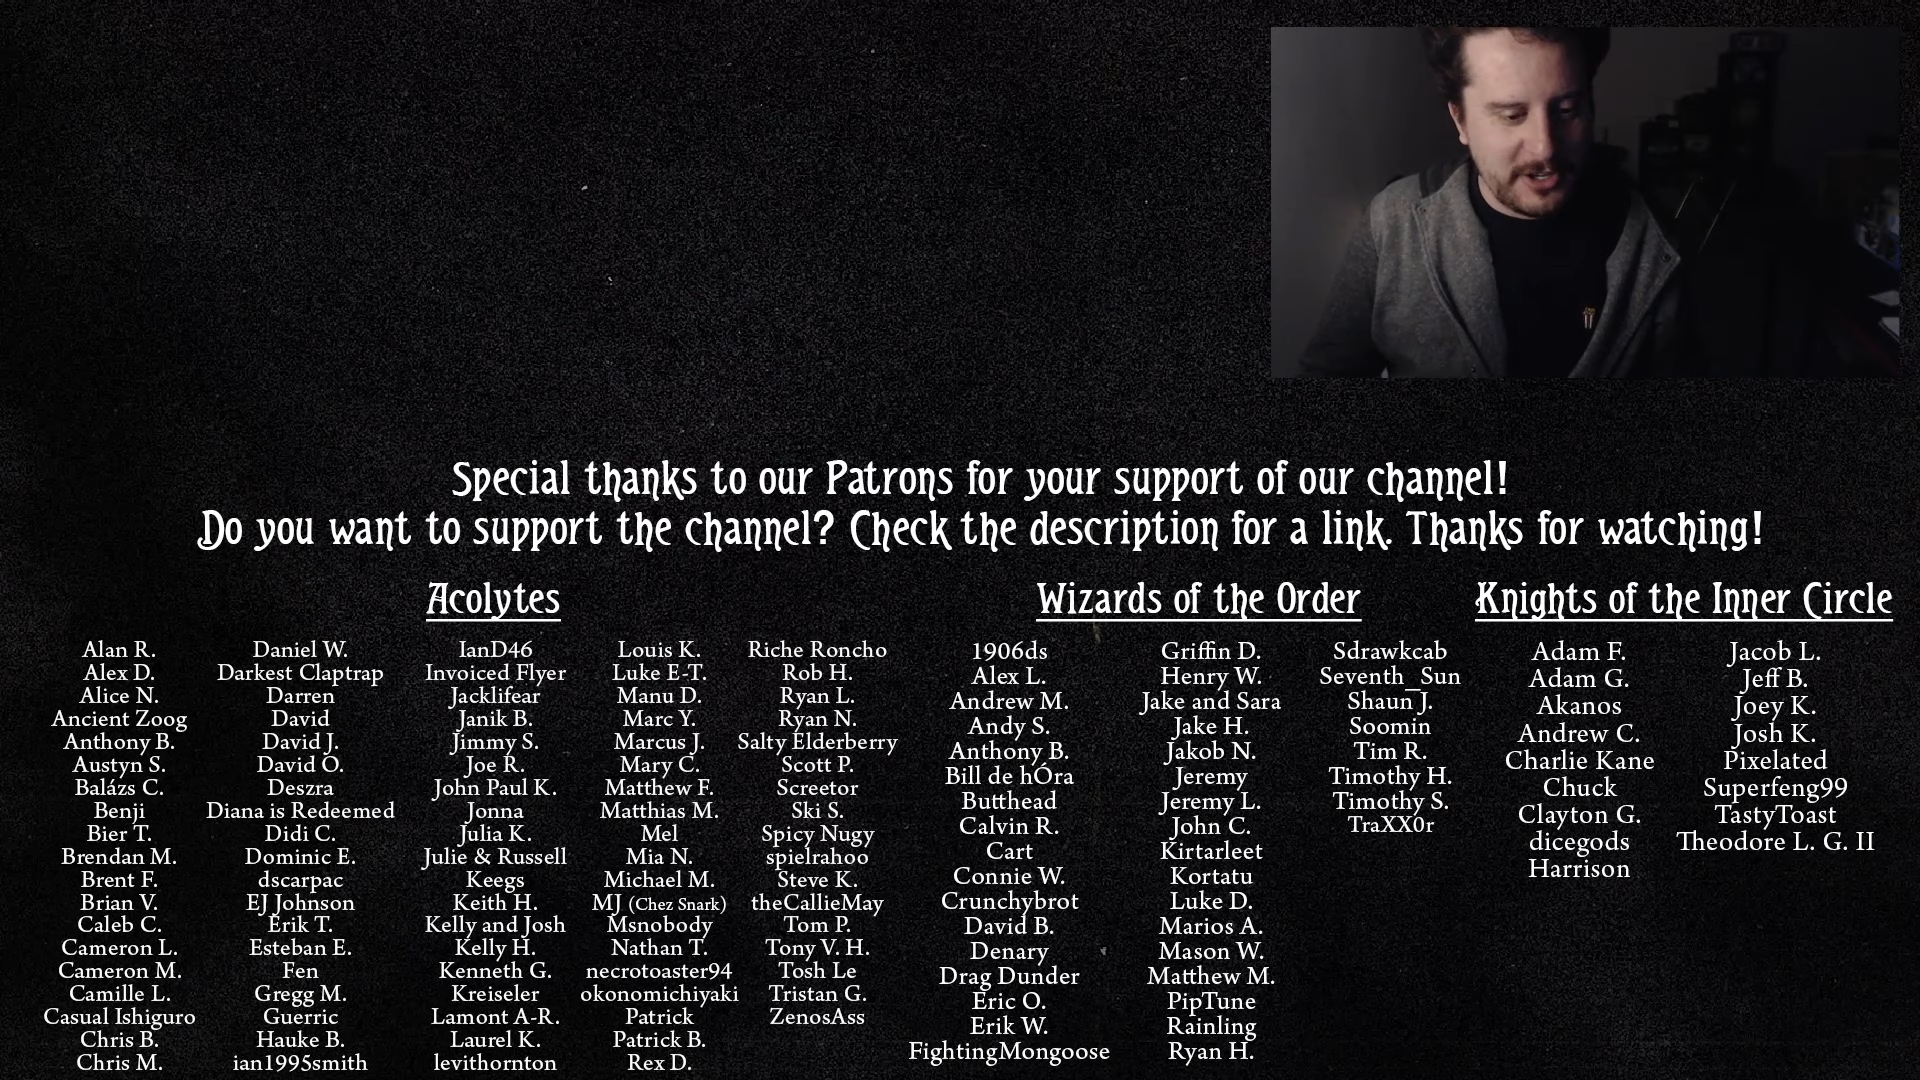 Special thanks to our Patrons for your support of our channel!
Do you want to support the channel? Check the description for a link. Thanks for watching!
Acolytes
Alan R.
Alex D.
Alice N.
Ancient Zoog
Anthony B.
Austyn S.
Balázs C.
Benji
Bier T.
Brendan M.
Brent F.
Brian V.
Caleb C.
Cameron L.
Cameron M.
Camille L.
Casual Ishiguro
Chris B.
Chris M.
Daniel W.
Darkest Claptrap
Darren
David
David J.
David O.
Deszra
Diana is Redeemed
Didi C.
Dominic E.
dscarpac
EJ Johnson
Erik T.
Esteban E.
Fen
Gregg M.
Guerric
Hauke B.
ian1995smith
IanD46
Invoiced Flyer
Jacklifear
Janik B.
Jimmy S.
Joe R.
John Paul K.
Jonna
Julia K.
Julie & Russell
Keegs
Keith H.
Kelly and Josh
Kelly H.
Kenneth G.
Kreiseler
Lamont A-R.
Laurel K.
levithornton
Louis K.
Luke E-T.
Manu D.
Marc Y.
Marcus J.
Mary C.
Matthew F.
Matthias M.
Mel
Mia N.
Michael M.
MJ (Chez Snark)
Msnobody
Nathan T.
necrotoaster94
okonomichiyaki
Patrick
Patrick B.
Rex D.
Riche Roncho
Rob H.
Ryan L.
Ryan N.
Salty Elderberry
Scott P.
Screetor
Ski S.
Spicy Nugy
spielrahoo
Steve K.
theCallieMay
Tom P.
Tony V. H.
Tosh Le
Tristan G.
ZenosAss
Wizards of the Order
1906ds
Alex L.
Andrew M.
Andy S.
Anthony B.
Bill de hÓra
Butthead
Calvin R.
Cart
Connie W.
Crunchybrot
David B.
Denary
Drag Dunder
Eric O.
Erik W.
FightingMongoose
Griffin D.
Henry W.
Jake and Sara
Jake H.
Jakob N.
Jeremy
Jeremy L.
John C.
Kirtarleet
Kortatu
Luke D.
Marios A.
Mason W.
Matthew M.
PipTune
Rainling
Ryan H.
Sdrawkcab
Seventh_Sun
Shaun J.
Soomin
Tim R.
Timothy H.
Timothy S.
TraXX0r
Knights of the Inner Circle
Adam F.
Adam G.
Akanos
Andrew C.
Charlie Kane
Chuck
Clayton G.
dicegods
Harrison
Jacob L.
Jeff B.
Joey K.
Josh K.
Pixelated
Superfeng99
TastyToast
Theodore L. G. II